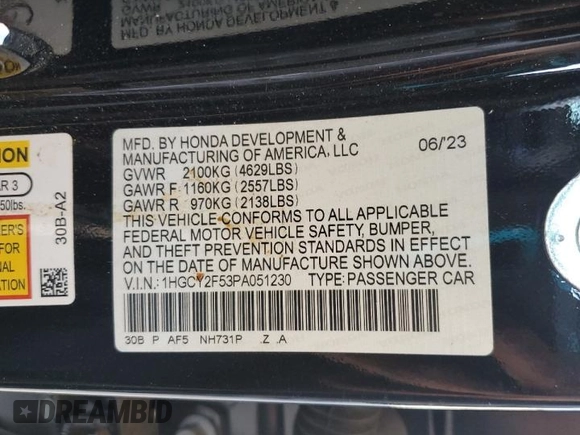 MFD. BY HONDA DEVELOPMENT &
MANUFACTURING OF AMERICA, LLC
06/23
GVWR 2100KG (4629LBS)
GAWR F 1160KG (2557LBS)
GAWR R 970KG (2138LBS)
THIS VEHICLE CONFORMS TO ALL APPLICABLE
FEDERAL MOTOR VEHICLE SAFETY, BUMPER,
AND THEFT PREVENTION STANDARDS IN EFFECT
ON THE DATE OF MANUFACTURE SHOWN ABOVE.
V.I.N.: 1HGCY2F53PA051230 TYPE: PASSENGER CAR
30B P AF5 NH731P .Z .A
30B-A2
DREAMBID